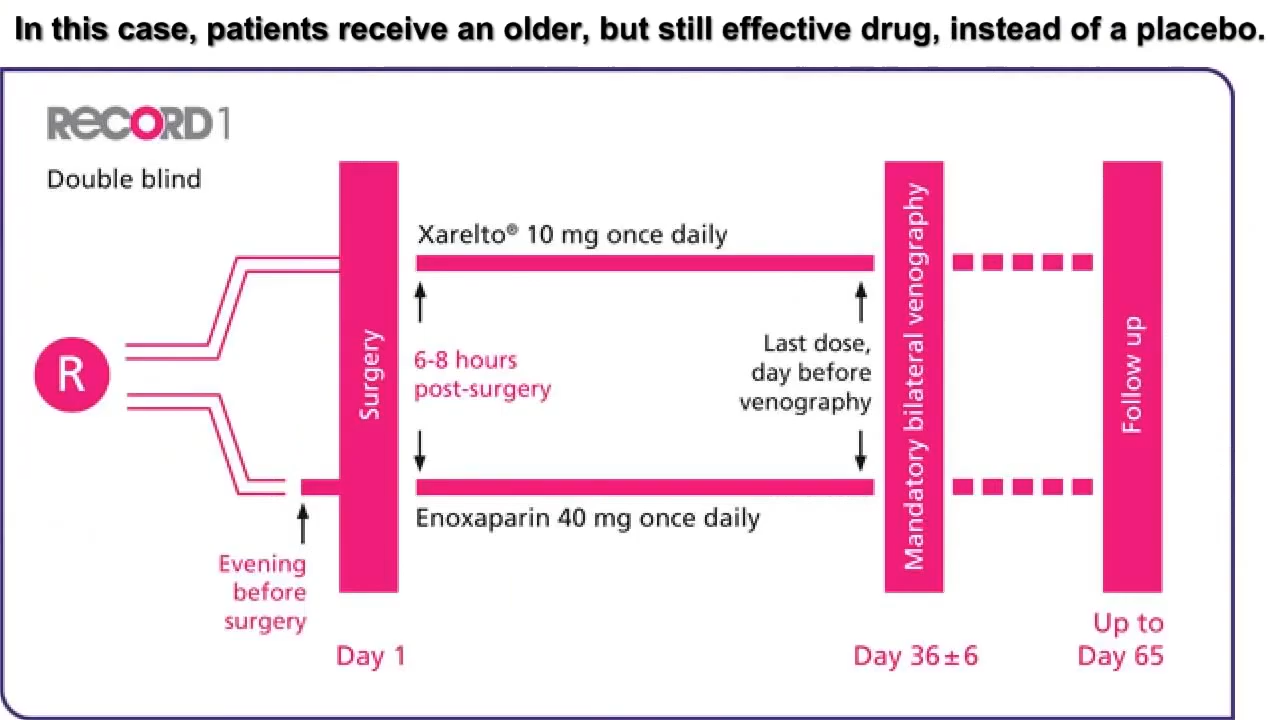 In this case, patients receive an older, but still effective drug, instead of a placebo.
RECORD 1
Double blind
Xarelto® 10 mg once daily
R
Surgery
6-8 hours
post-surgery
Last dose,
day before
venography
Mandatory bilateral venography
Follow up
Enoxaparin 40 mg once daily
Evening
before
surgery
Day 1
Day 36±6
Up to
Day 65